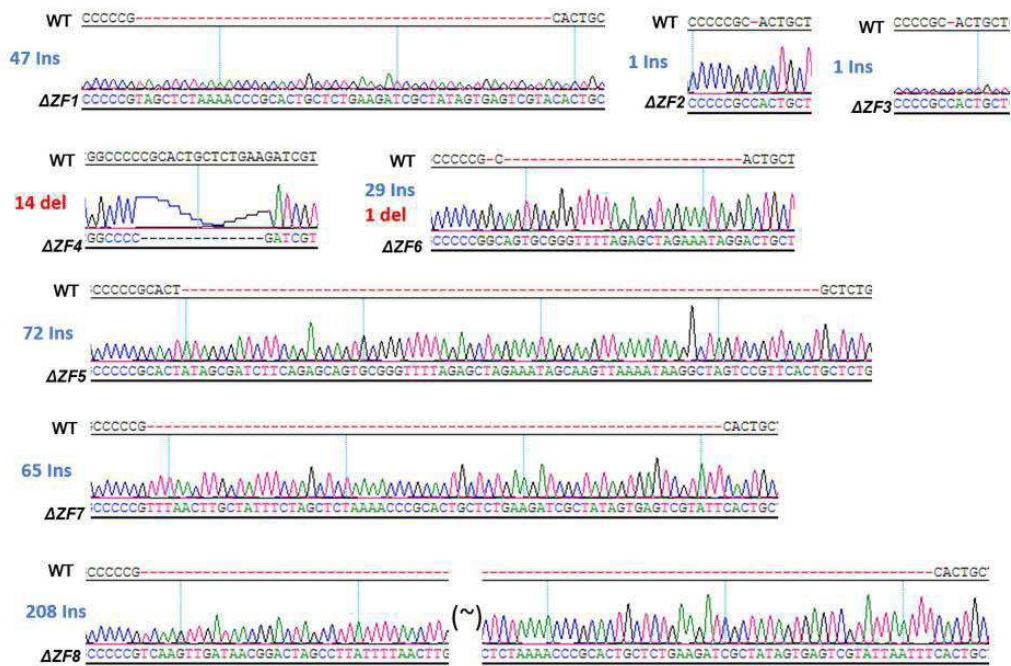 WT CCCCCG-----------------------------------------------CACTGC
47 Ins
ΔZF1 CCCCCGTAGCTCTAAAACCCGCACTGCTCTGAAGATCGCTATAGTGAGTCGTACACTGC
WT CCCCCGC-ACTGCT
1 Ins
ΔZF2 CCCCCGCCACTGCT
WT CCCCGC-ACTGCT
1 Ins
ΔZF3 CCCCGCCACTGCT
WT GGCCCCCGCACTGCTCTGAAGATCGT
14 del
ΔZF4 GGCCCC--------------GATCGT
WT CCCCCG-C---------------------------ACTGCT
29 Ins
1 del
ΔZF6 CCCCCGGCAGTGCGGGTTTTAGAGCTAGAAATAGGACTGCT
WT CCCCCGCACT------------------------------------------------------------------------GCTCTG
72 Ins
ΔZF5 CCCCCGCACTATAGCGATCTTCAGAGCAGTGCGGGTTTTAGAGCTAGAAATAGCAAGTTAAAATAAGGCTAGTCCGTTCACTGCTCTG
WT CCCCCG-----------------------------------------------------------------CACTGC
65 Ins
ΔZF7 CCCCCGTTTAACTTGCTATTTCTAGCTCTAAAACCCGCACTGCTCTGAAGATCGCTATAGTGAGTCGTATTCACTGC
WT CCCCCG----------------------------------- ---------------------------------------------------CACTGC
208 Ins (~)
ΔZF8 CCCCCGTCAAGTTGATAACGGACTAGCCTTATTTTAACTTG CTCTAAAACCCGCACTGCTCTGAAGATCGCTATAGTGAGTCGTATTAATTTCACTGC